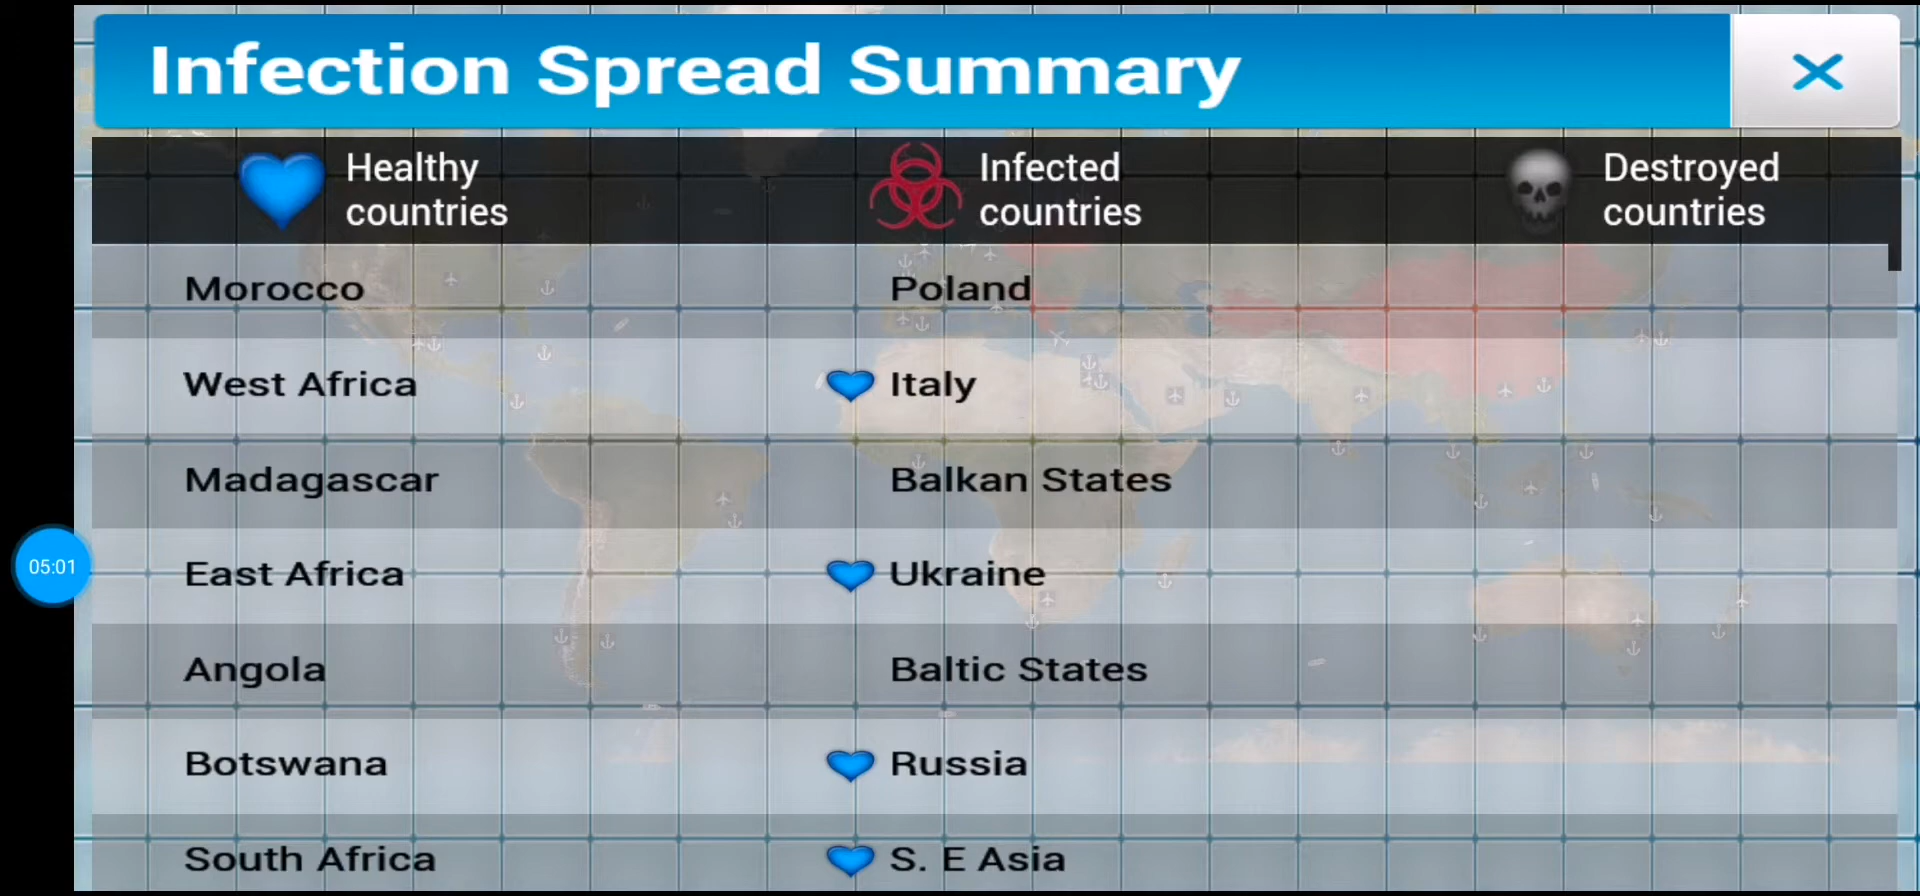 Infection Spread Summary
Healthy
countries
Infected
countries
Destroyed
countries
Morocco
Poland
West Africa
Italy
Madagascar
Balkan States
East Africa
Ukraine
05:01
Angola
Baltic States
Botswana
Russia
South Africa
S. E Asia